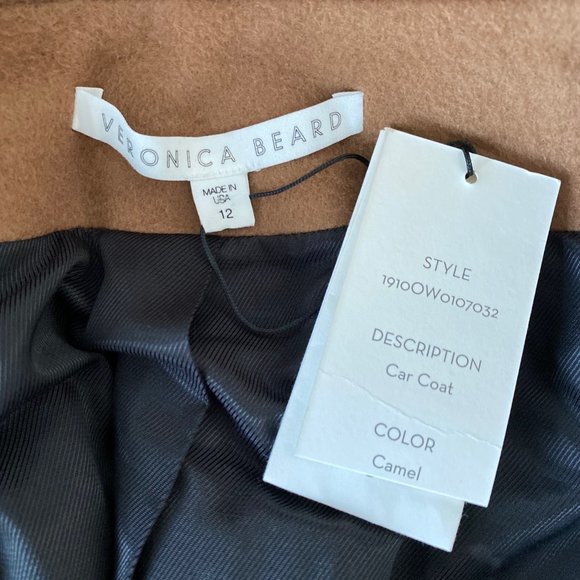 VERONICA BEARD
MADE IN
USA
12
STYLE
1910OW0107032
DESCRIPTION
Car Coat
COLOR
Camel